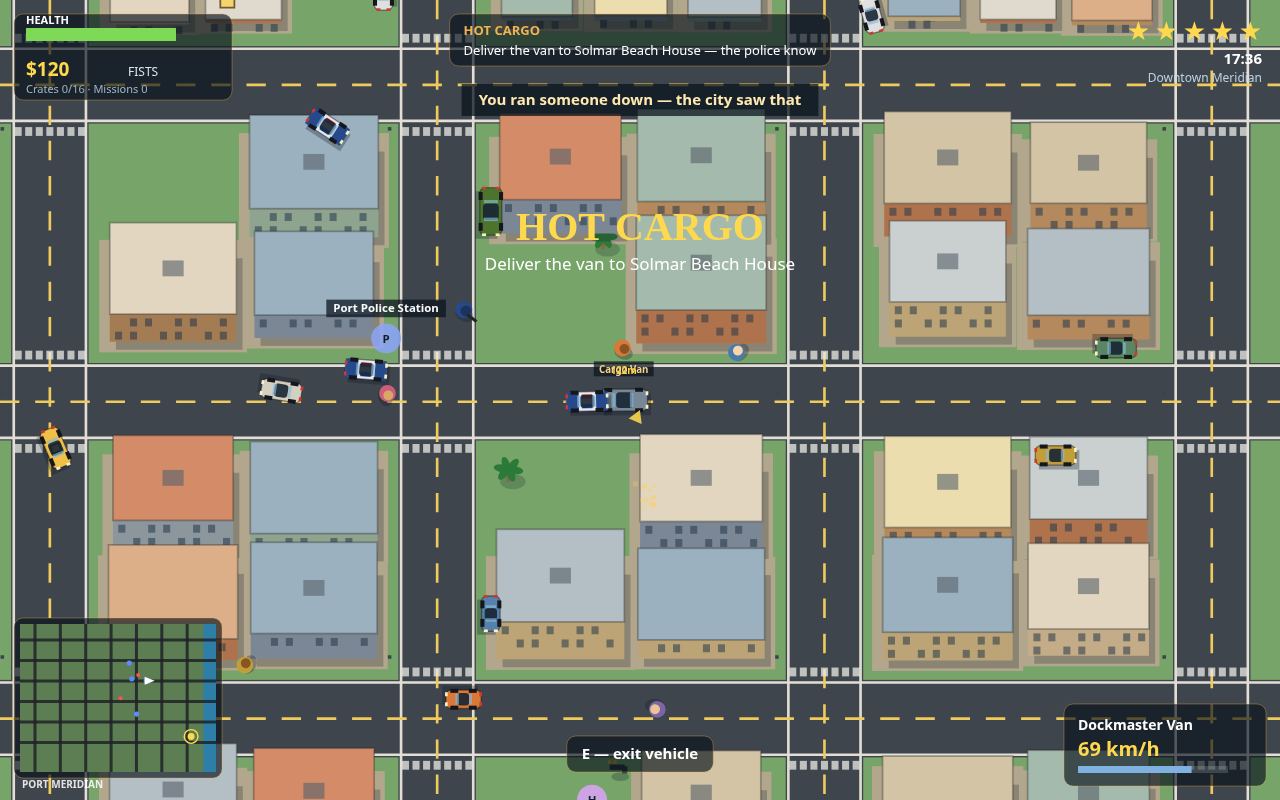 HEALTH
$120 FISTS
Crates 0/16 · Missions 0
HOT CARGO
Deliver the van to Solmar Beach House — the police know
17:36
Downtown Meridian
You ran someone down — the city saw that
HOT CARGO
Deliver the van to Solmar Beach House
Port Police Station
P
Dockmaster Van
69 km/h
E — exit vehicle
PORT MERIDIAN
H